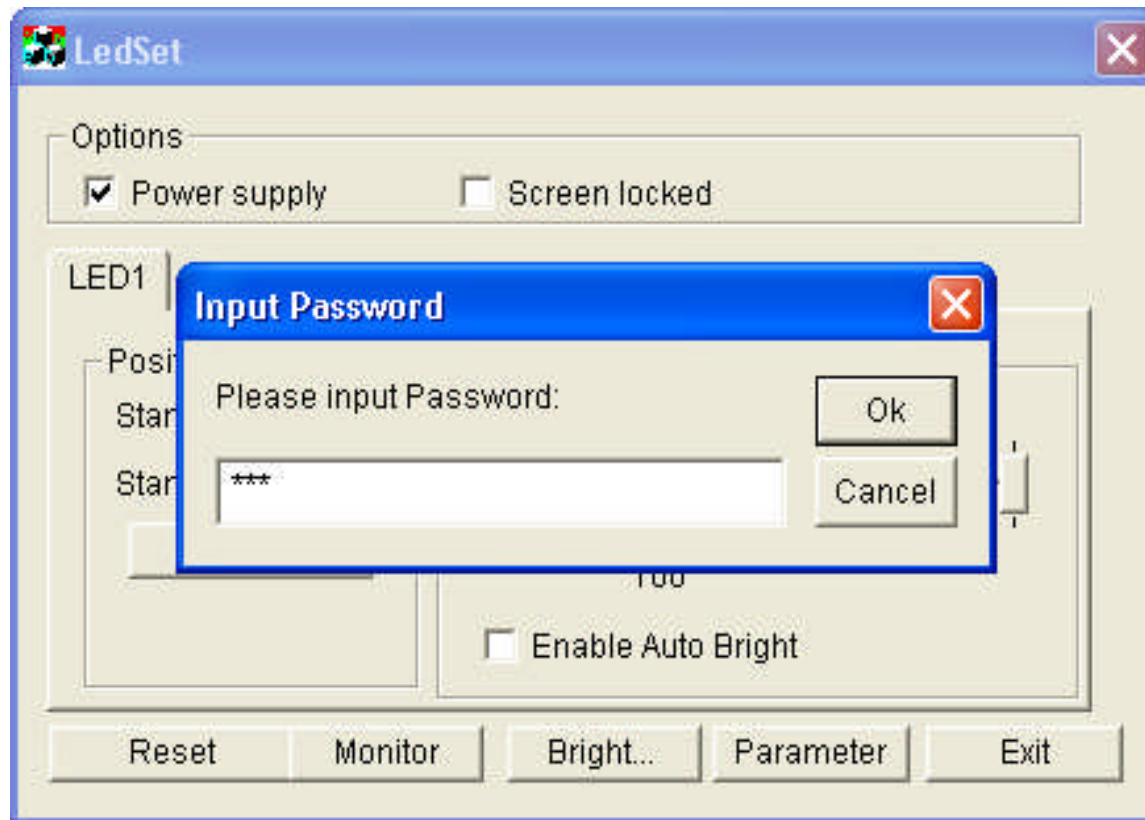 LedSet
Options
Power supply
Screen locked
LED1
Input Password
Please input Password:
***
Ok
Cancel
Enable Auto Bright
Reset
Monitor
Bright...
Parameter
Exit